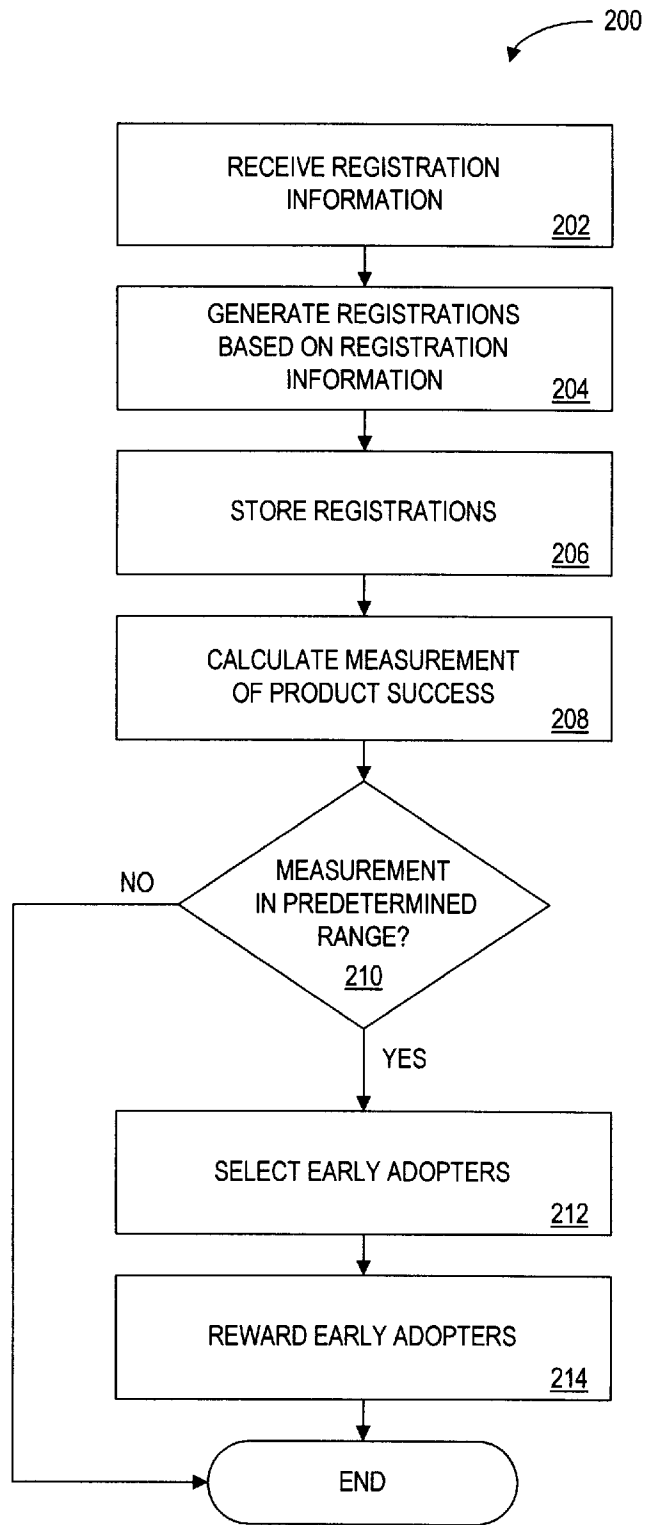 200
RECEIVE REGISTRATION
INFORMATION
202
GENERATE REGISTRATIONS
BASED ON REGISTRATION
INFORMATION
204
STORE REGISTRATIONS
206
CALCULATE MEASUREMENT
OF PRODUCT SUCCESS
208
MEASUREMENT
IN PREDETERMINED
RANGE?
210
NO
YES
SELECT EARLY ADOPTERS
212
REWARD EARLY ADOPTERS
214
END